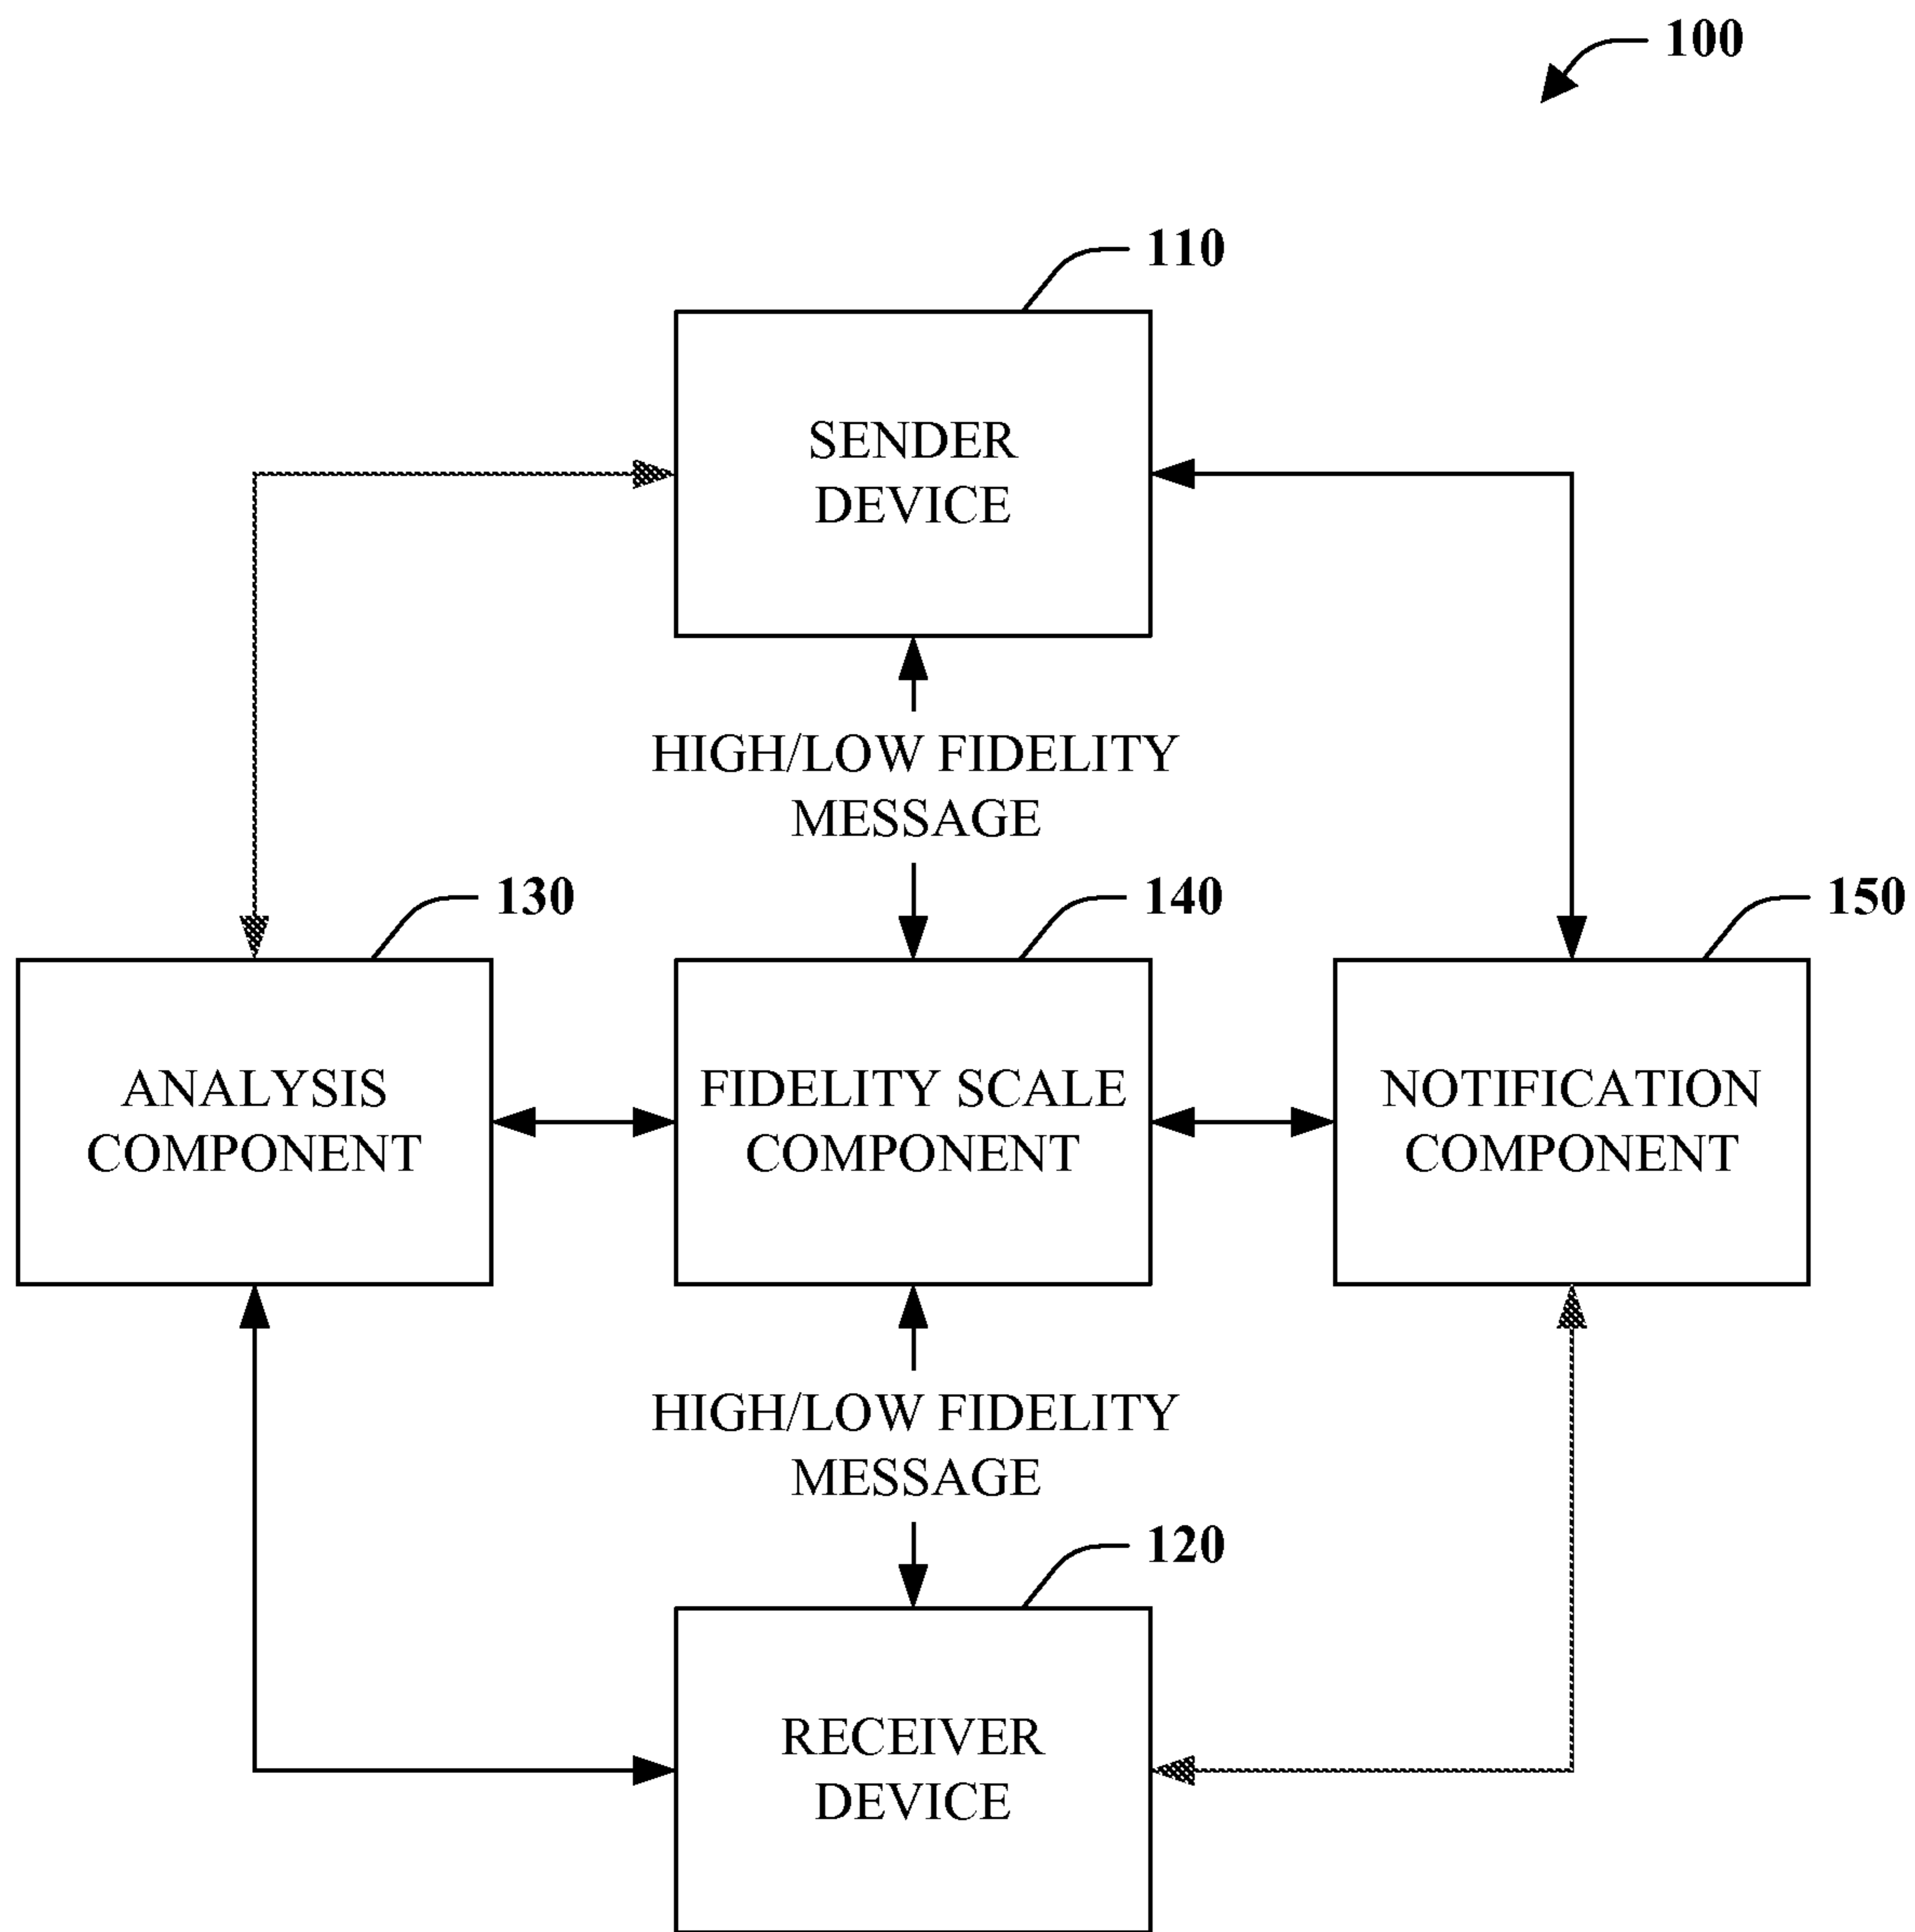 100
110
SENDER
DEVICE
HIGH/LOW FIDELITY
MESSAGE
130
140
150
ANALYSIS
COMPONENT
FIDELITY SCALE
COMPONENT
NOTIFICATION
COMPONENT
HIGH/LOW FIDELITY
MESSAGE
120
RECEIVER
DEVICE